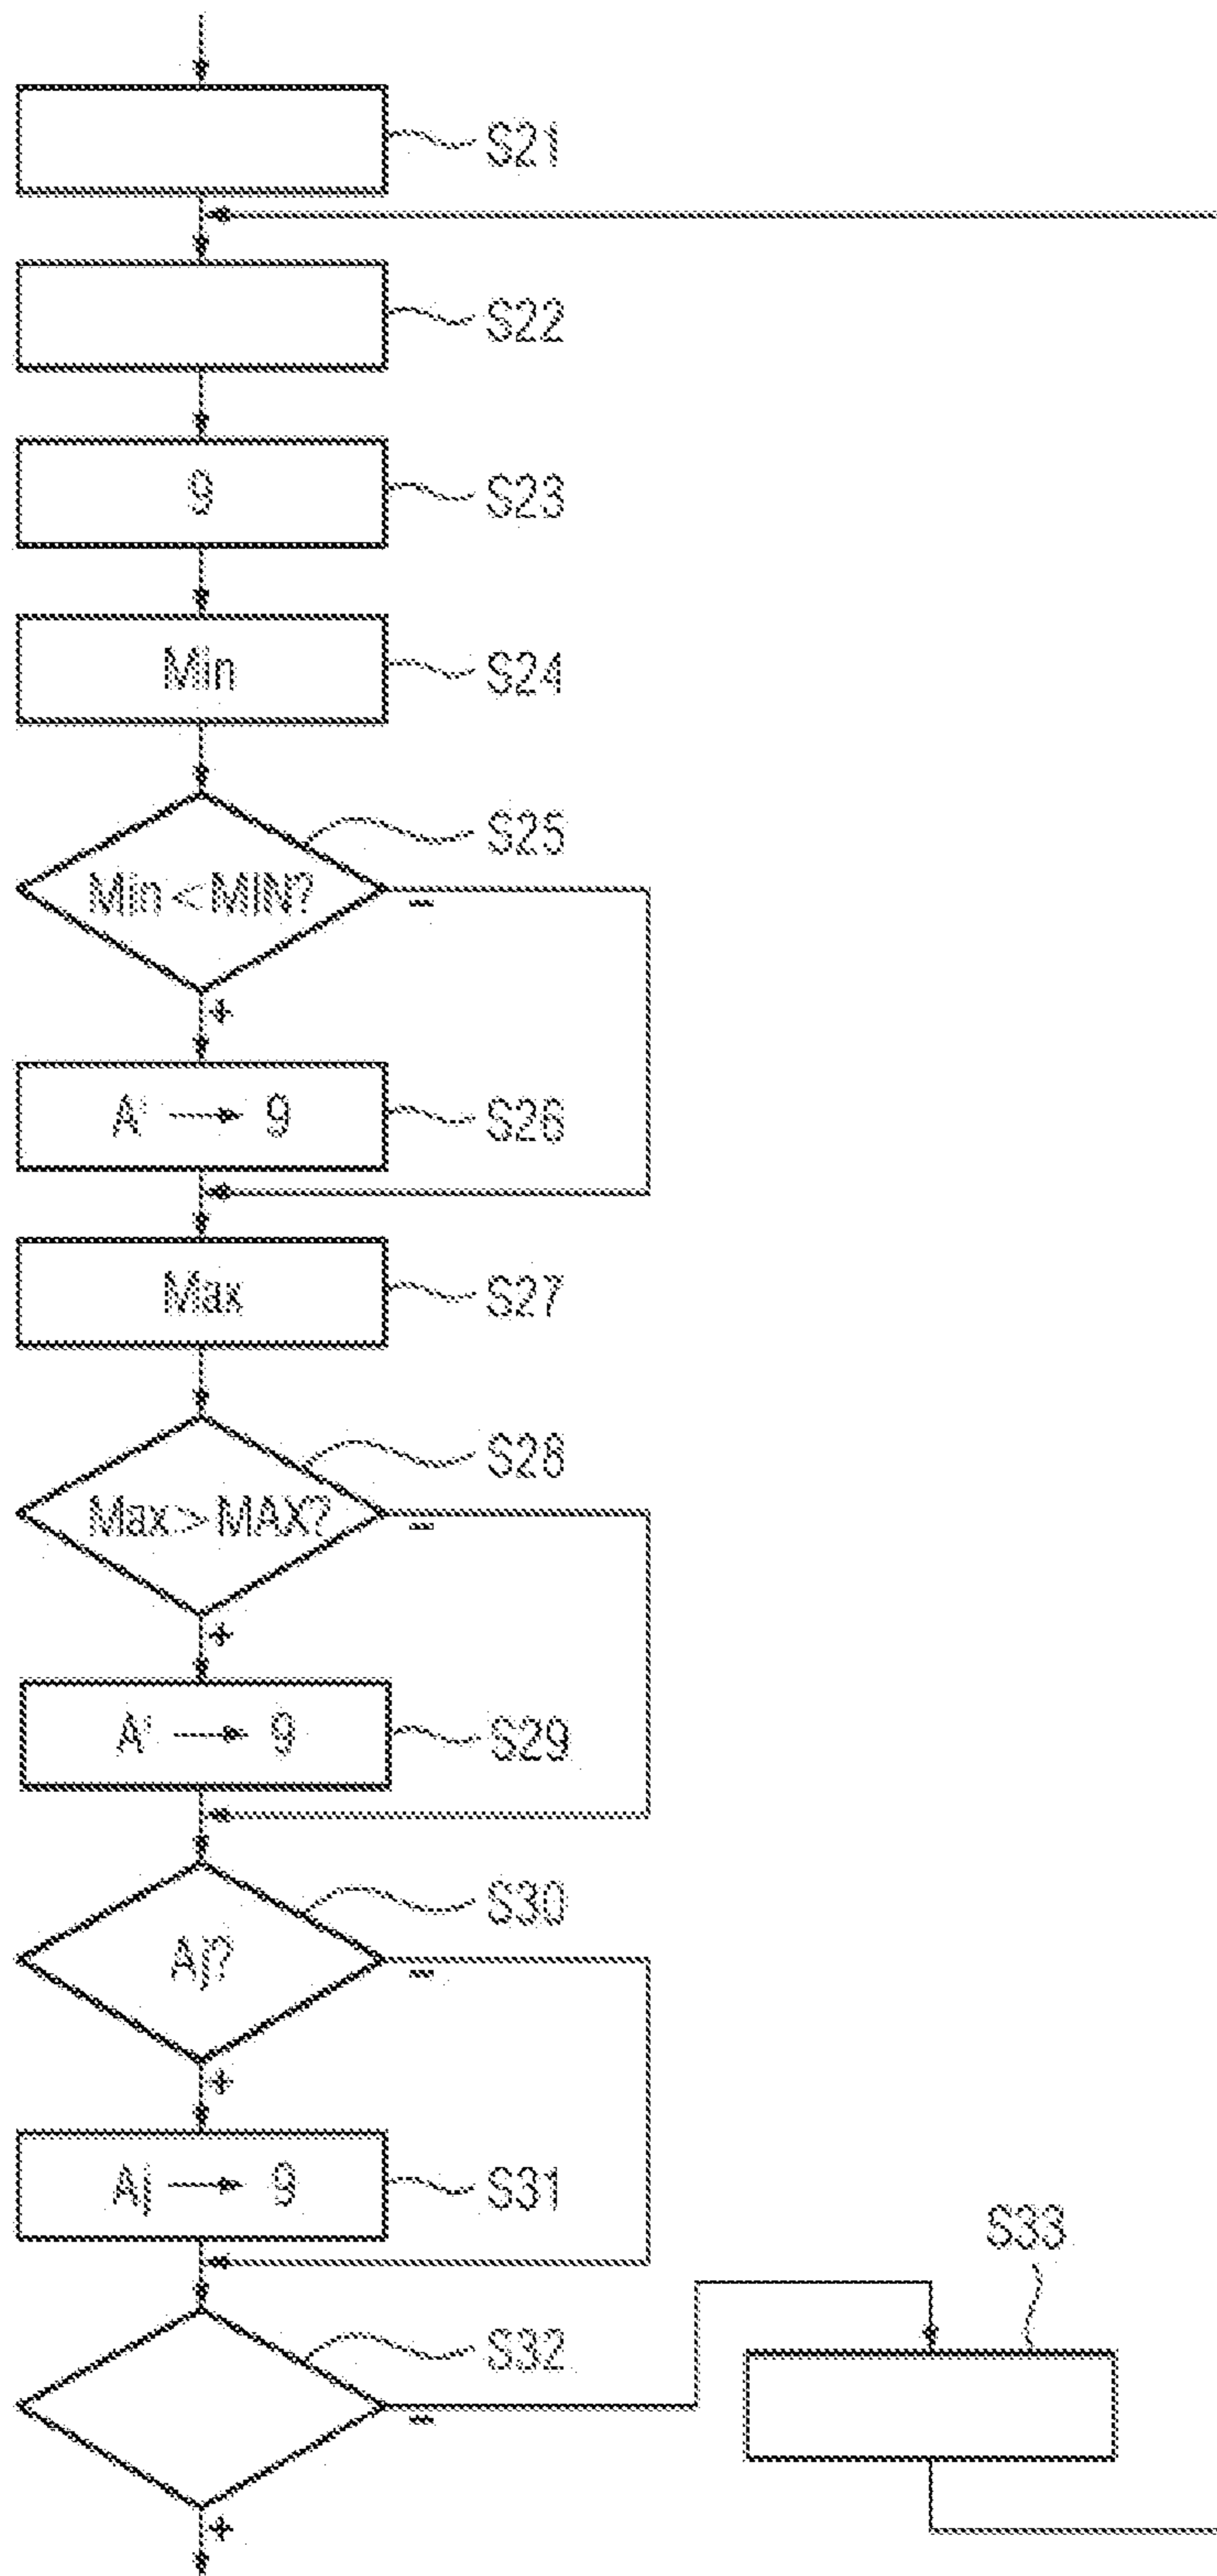 S21
S22
9 S23
Min S24
S25
Min < MIN? –
+
A' → 9 S26
Max S27
S28
Max > MAX? –
+
A' → 9 S29
S30
Aj? –
+
Aj → 9 S31
S33
S32
–
+